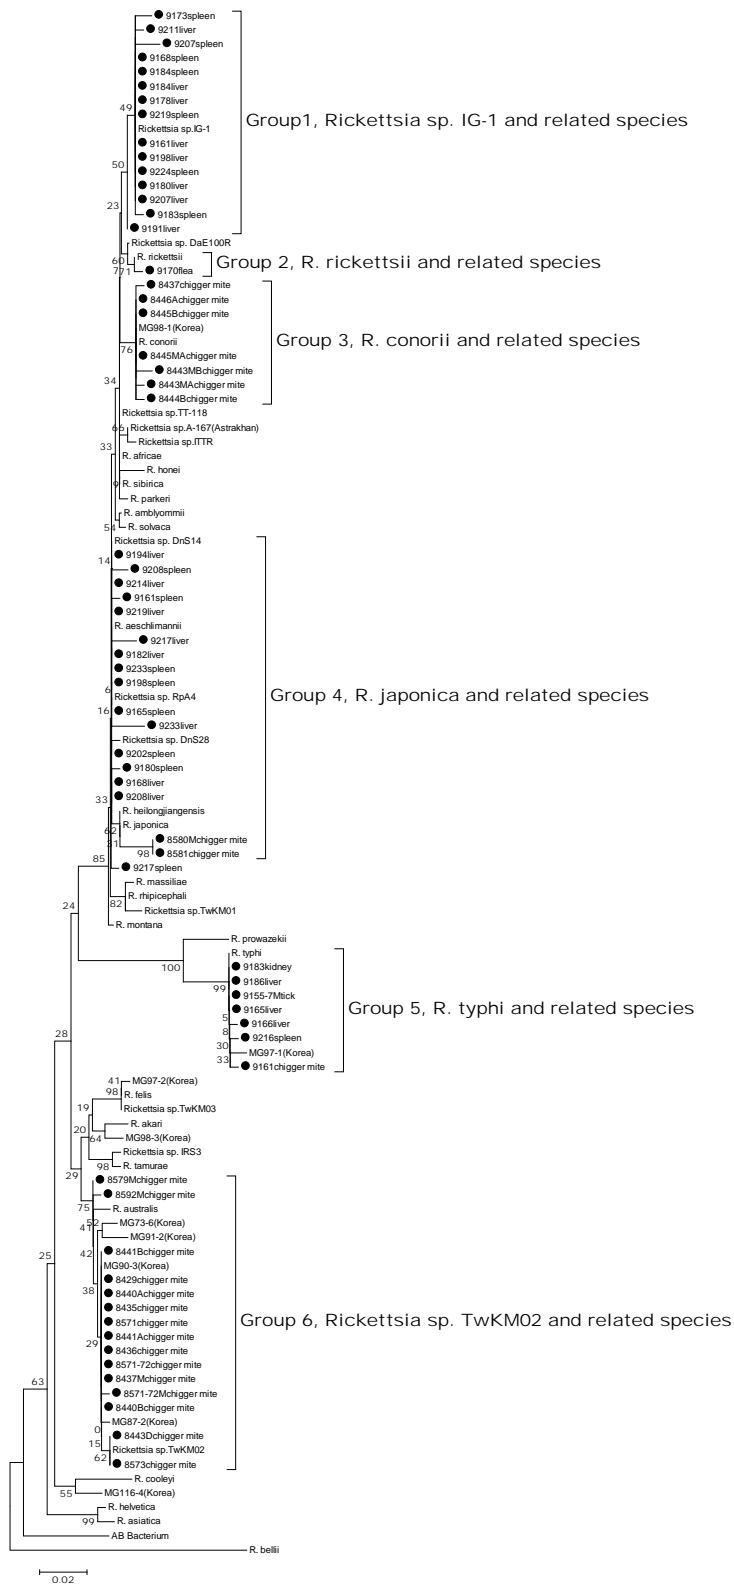 9173spleen
9211liver
9207spleen
9168spleen
9184spleen
9184liver
9178liver
49
9219spleen
Group1, Rickettsia sp. IG-1 and related species
Rickettsia sp.IG-1
9161liver
9198liver
50
9224spleen
9180liver
9207liver
23
9183spleen
9191liver
Rickettsia sp. DaE100R
60
R. rickettsii
Group 2, R. rickettsii and related species
771
9170flea
8437chigger mite
8446Achigger mite
8445Bchigger mite
MG98-1(Korea)
R. conorii
Group 3, R. conorii and related species
76
8445MAchigger mite
8443MBchigger mite
34
8443MAchigger mite
8444Bchigger mite
Rickettsia sp.TT-118
66
Rickettsia sp.A-167(Astrakhan)
Rickettsia sp.ITTR
33
R. africae
R. honei
9
R. sibirica
R. parkeri
R. amblyommii
54
R. solvaca
Rickettsia sp. DnS14
14
9194liver
9208spleen
9214liver
9161spleen
9219liver
R. aeschlimannii
9217liver
9182liver
9233spleen
6
9198spleen
Rickettsia sp. RpA4
Group 4, R. japonica and related species
16
9165spleen
9233liver
Rickettsia sp. DnS28
9202spleen
9180spleen
9168liver
33
9208liver
R. heilongjiangensis
62
R. japonica
31
8580Mchigger mite
98
8581chigger mite
85
9217spleen
R. massiliae
82
R. rhipicephali
24
Rickettsia sp.TwKM01
R. montana
R. prowazekii
R. typhi
100
9183kidney
9186liver
99
9155-7Mtick
9165liver
Group 5, R. typhi and related species
5
9166liver
28
8
9216spleen
30
MG97-1(Korea)
33
9161chigger mite
41
MG97-2(Korea)
98
R. felis
19
Rickettsia sp.TwKM03
R. akari
20
64
MG98-3(Korea)
Rickettsia sp. IRS3
98
R. tamurae
29
8579Mchigger mite
8592Mchigger mite
75
R. australis
52
MG73-6(Korea)
41
MG91-2(Korea)
42
8441Bchigger mite
25
MG90-3(Korea)
8429chigger mite
38
8440Achigger mite
8435chigger mite
8571chigger mite
Group 6, Rickettsia sp. TwKM02 and related species
8441Achigger mite
29
8436chigger mite
8571-72chigger mite
8437Mchigger mite
63
8571-72Mchigger mite
8440Bchigger mite
MG87-2(Korea)
0
8443Dchigger mite
15
Rickettsia sp.TwKM02
62
8573chigger mite
R. cooleyi
55
MG116-4(Korea)
R. helvetica
99
R. asiatica
AB Bacterium
R. bellii
0.02